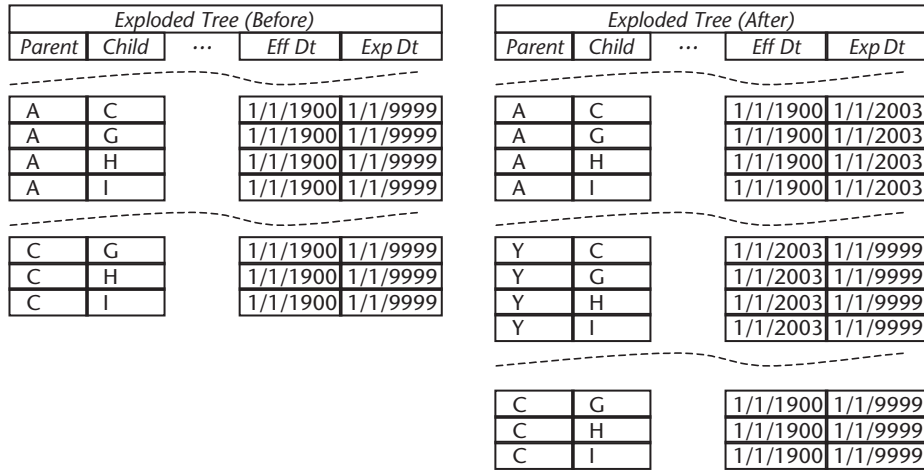 Exploded Tree (Before)
Parent Child ... Eff Dt Exp Dt
A C 1/1/1900 1/1/9999
A G 1/1/1900 1/1/9999
A H 1/1/1900 1/1/9999
A I 1/1/1900 1/1/9999
C G 1/1/1900 1/1/9999
C H 1/1/1900 1/1/9999
C I 1/1/1900 1/1/9999
Exploded Tree (After)
Parent Child ... Eff Dt Exp Dt
A C 1/1/1900 1/1/2003
A G 1/1/1900 1/1/2003
A H 1/1/1900 1/1/2003
A I 1/1/1900 1/1/2003
Y C 1/1/2003 1/1/9999
Y G 1/1/2003 1/1/9999
Y H 1/1/2003 1/1/9999
Y I 1/1/2003 1/1/9999
C G 1/1/1900 1/1/9999
C H 1/1/1900 1/1/9999
C I 1/1/1900 1/1/9999